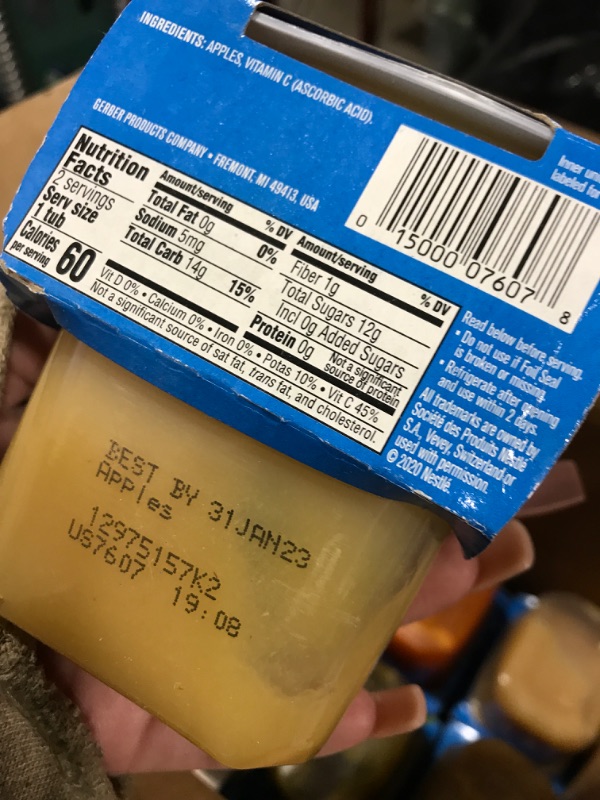 INGREDIENTS: APPLES, VITAMIN C (ASCORBIC ACID).
GERBER PRODUCTS COMPANY • FREMONT, MI 49413, USA
Nutrition
Facts
2 servings
Serv size
1 tub
Calories
per serving 60
Amount/serving % DV
Total Fat 0g 0%
Sodium 5mg
Total Carb 14g 15%
Amount/serving % DV
Fiber 1g
Total Sugars 12g
Incl 0g Added Sugars
Protein 0g Not a significant
source of protein
Vit D 0% • Calcium 0% • Iron 0% • Potas 10% • Vit C 45%
Not a significant source of sat fat, trans fat, and cholesterol.
0 15000 07607 8
Inner
labeled for
Read below before serving.
• Do not use if Foil Seal
is broken or missing.
• Refrigerate after opening
and use within 2 Days.
All trademarks are owned by
Société des Produits Nestlé
S.A., Vevey, Switzerland or
used with permission.
© 2020 Nestlé.
BEST BY 31JAN23
APPles
12975157K2
US7607 19:08